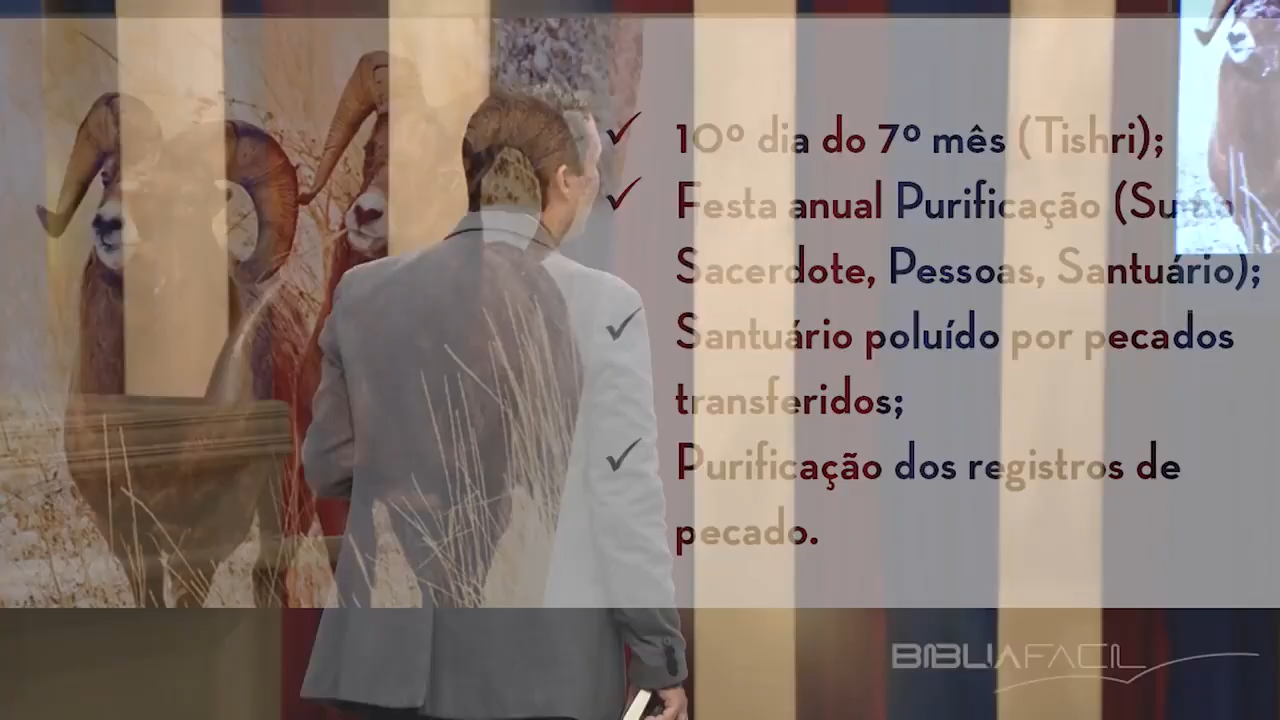 10º dia do 7º mês (Tishri);
Festa anual Purificação (Sumo
Sacerdote, Pessoas, Santuário);
Santuário poluído por pecados
transferidos;
Purificação dos registros de
pecado.
BIBLIAFACIL